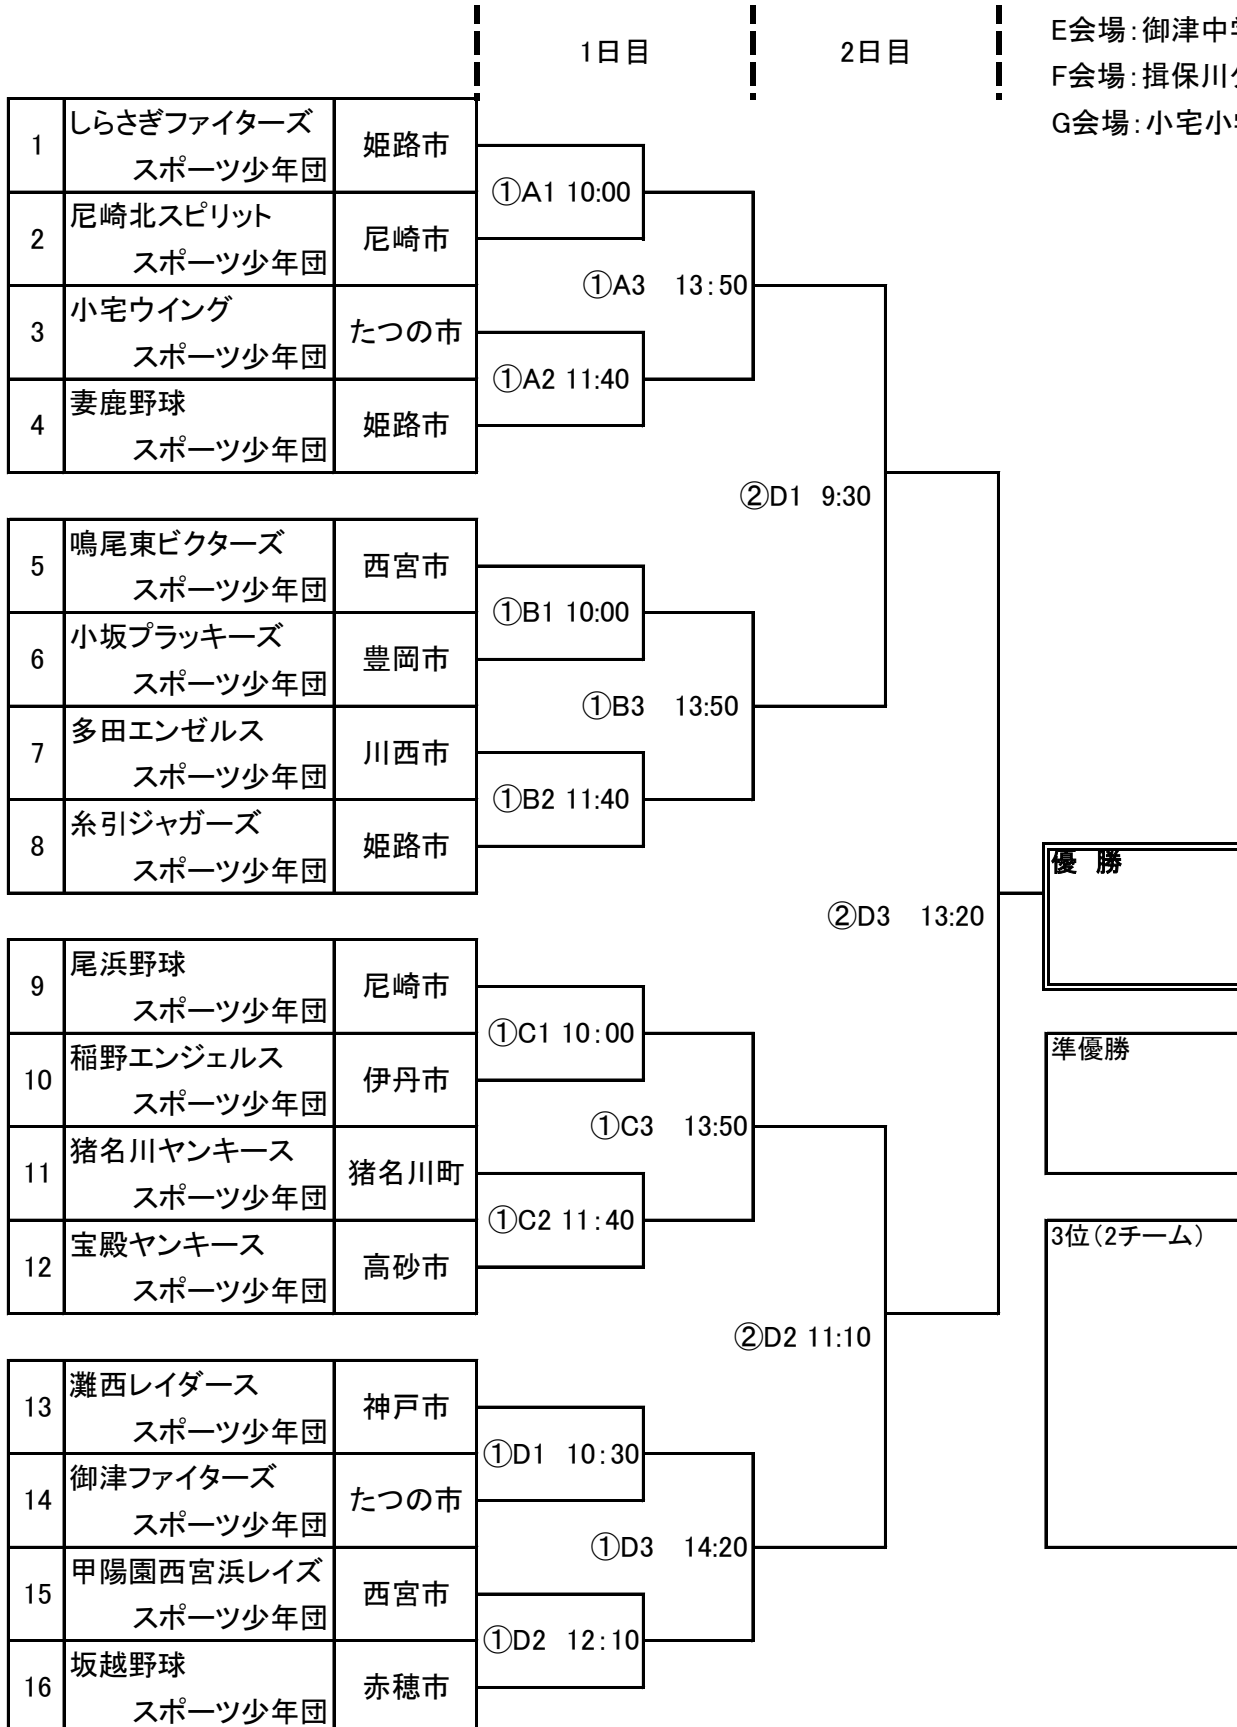 1日目
2日目
E会場：御津中
F会場：揖保川
G会場：小宅小
1
しらさぎファイターズ
スポーツ少年団
姫路市
①A1 10:00
2
尼崎北スピリット
スポーツ少年団
尼崎市
①A3 13：50
3
小宅ウイング
スポーツ少年団
たつの市
①A2 11:40
4
妻鹿野球
スポーツ少年団
姫路市
②D1 9:30
5
鳴尾東ビクターズ
スポーツ少年団
西宮市
①B1 10:00
6
小坂プラッキーズ
スポーツ少年団
豊岡市
①B3 13:50
7
多田エンゼルス
スポーツ少年団
川西市
①B2 11:40
8
糸引ジャガーズ
スポーツ少年団
姫路市
優 勝
②D3 13:20
9
尾浜野球
スポーツ少年団
尼崎市
①C1 10：00
準優勝
10
稲野エンジェルス
スポーツ少年団
伊丹市
①C3 13:50
11
猪名川ヤンキース
スポーツ少年団
猪名川町
①C2 11：40
3位（2チーム）
12
宝殿ヤンキース
スポーツ少年団
高砂市
②D2 11:10
13
灘西レイダース
スポーツ少年団
神戸市
①D1 10：30
14
御津ファイターズ
スポーツ少年団
たつの市
①D3 14:20
15
甲陽園西宮浜レイズ
スポーツ少年団
西宮市
①D2 12：10
16
坂越野球
スポーツ少年団
赤穂市